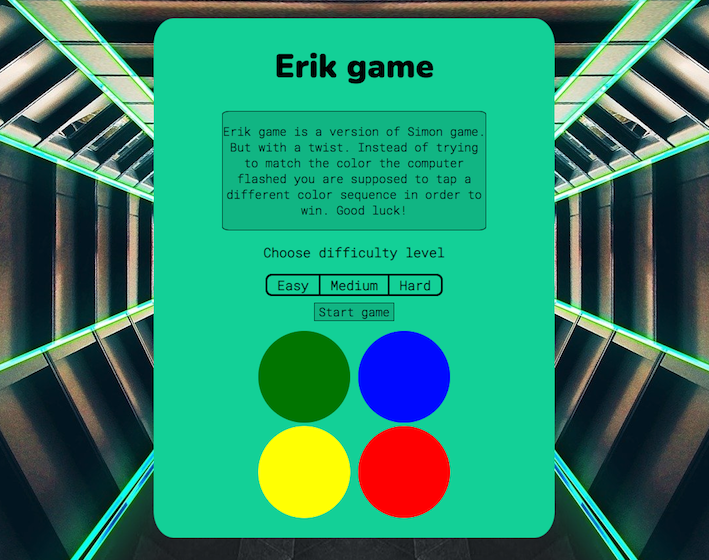 Erik game
Erik game is a version of Simon game.
But with a twist. Instead of trying
to match the color the computer
flashed you are supposed to tap a
different color sequence in order to
win. Good luck!
Choose difficulty level
Easy Medium Hard
Start game